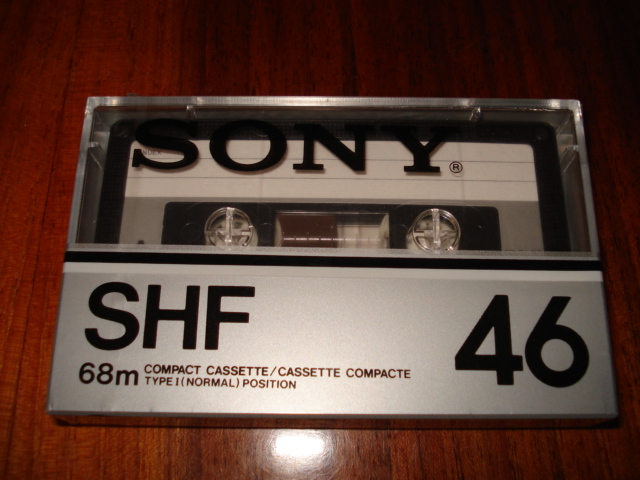 SONY ®
SHF 46
68m COMPACT CASSETTE/CASSETTE COMPACTE
TYPE I (NORMAL) POSITION